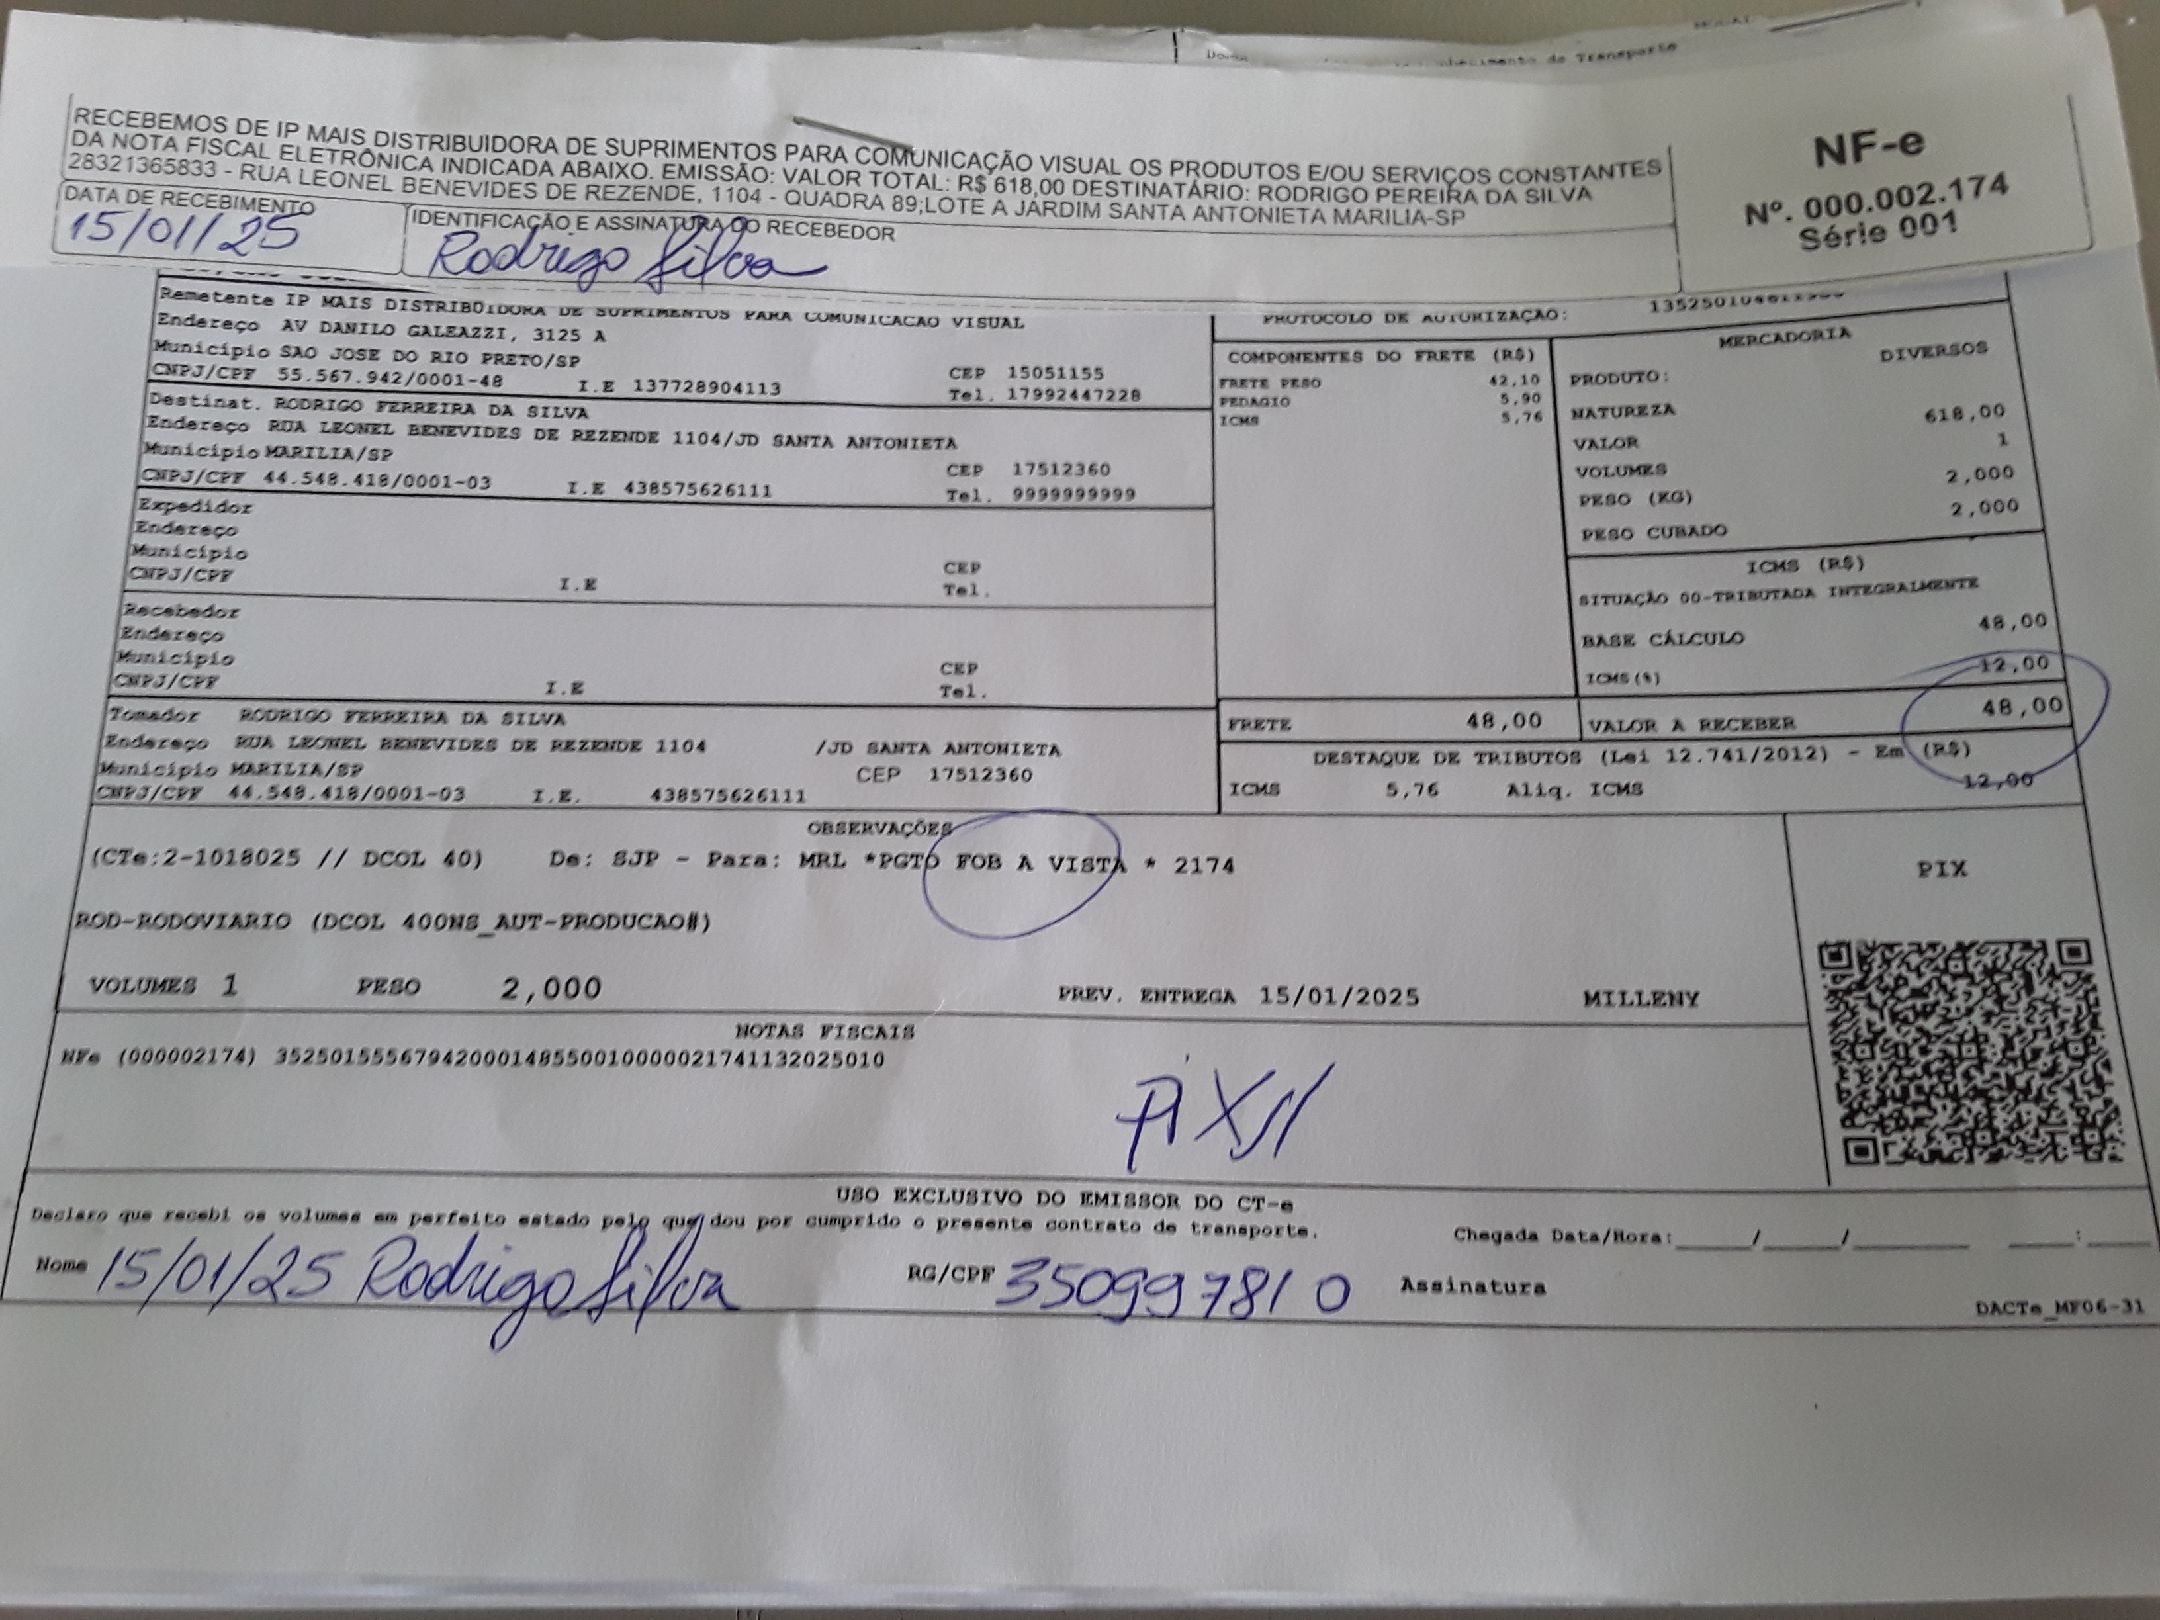 nhecimento de Transporte
RECEBEMOS DE IP MAIS DISTRIBUIDORA DE SUPRIMENTOS PARA COMUNICAÇÃO VISUAL OS PRODUTOS E/OU SERVIÇOS CONSTANTES
DA NOTA FISCAL ELETRÔNICA INDICADA ABAIXO. EMISSÃO: VALOR TOTAL: R$ 618,00 DESTINATÁRIO: RODRIGO PEREIRA DA SILVA
28321365833 - RUA LEONEL BENEVIDES DE REZENDE, 1104 - QUADRA 89;LOTE A JARDIM SANTA ANTONIETA MARILIA-SP
NF-e
Nº. 000.002.174
Série 001
DATA DE RECEBIMENTO
15/01/25
IDENTIFICAÇÃO E ASSINATURA DO RECEBEDOR
Rodrigo Silva
Remetente IP MAIS DISTRIBUIDORA DE SUPRIMENTOS PARA COMUNICACAO VISUAL
Endereço AV DANILO GALEAZZI, 3125 A
Município SAO JOSE DO RIO PRETO/SP CEP 15051155
CNPJ/CPF 55.567.942/0001-48 I.E 137728904113 Tel. 17992447228
Destinat. RODRIGO FERREIRA DA SILVA
Endereço RUA LEONEL BENEVIDES DE REZENDE 1104/JD SANTA ANTONIETA
Município MARILIA/SP CEP 17512360
CNPJ/CPF 44.548.418/0001-03 I.E 438575626111 Tel. 9999999999
Expedidor
Endereço
Município CEP
CNPJ/CPF I.E Tel.
Recebedor
Endereço
Município CEP
CNPJ/CPF I.E Tel.
Tomador RODRIGO FERREIRA DA SILVA
Endereço RUA LEONEL BENEVIDES DE REZENDE 1104 /JD SANTA ANTONIETA
Município MARILIA/SP CEP 17512360
CNPJ/CPF 44.548.418/0001-03 I.E. 438575626111
PROTOCOLO DE AUTORIZAÇÃO:
COMPONENTES DO FRETE (R$)
FRETE PESO 42,10
PEDAGIO 5,90
ICMS 5,76
FRETE 48,00
MERCADORIA
PRODUTO: DIVERSOS
NATUREZA
VALOR 618,00
VOLUMES 1
PESO (KG) 2,000
PESO CUBADO 2,000
ICMS (R$)
SITUAÇÃO 00-TRIBUTADA INTEGRALMENTE
BASE CÁLCULO 48,00
ICMS(%) 12,00
VALOR A RECEBER 48,00
DESTAQUE DE TRIBUTOS (Lei 12.741/2012) - Em (R$)
ICMS 5,76 Aliq. ICMS 12,00
OBSERVAÇÕES
(CTe:2-1018025 // DCOL 40) De: SJP - Para: MRL *PGTO FOB A VISTA * 2174
ROD-RODOVIARIO (DCOL 400NS_AUT-PRODUCAO#)
VOLUMES 1 PESO 2,000 PREV. ENTREGA 15/01/2025 MILLENY
PIX
NOTAS FISCAIS
NFe (000002174) 35250155567942000148550010000021741132025010
PIX//
USO EXCLUSIVO DO EMISSOR DO CT-e
Declaro que recebi os volumes em perfeito estado pelo que dou por cumprido o presente contrato de transporte.
Chegada Data/Hora:_____/_____/_______ ____:____
Nome 15/01/25 Rodrigo Silva RG/CPF 350997810 Assinatura
DACTe_MF06-31